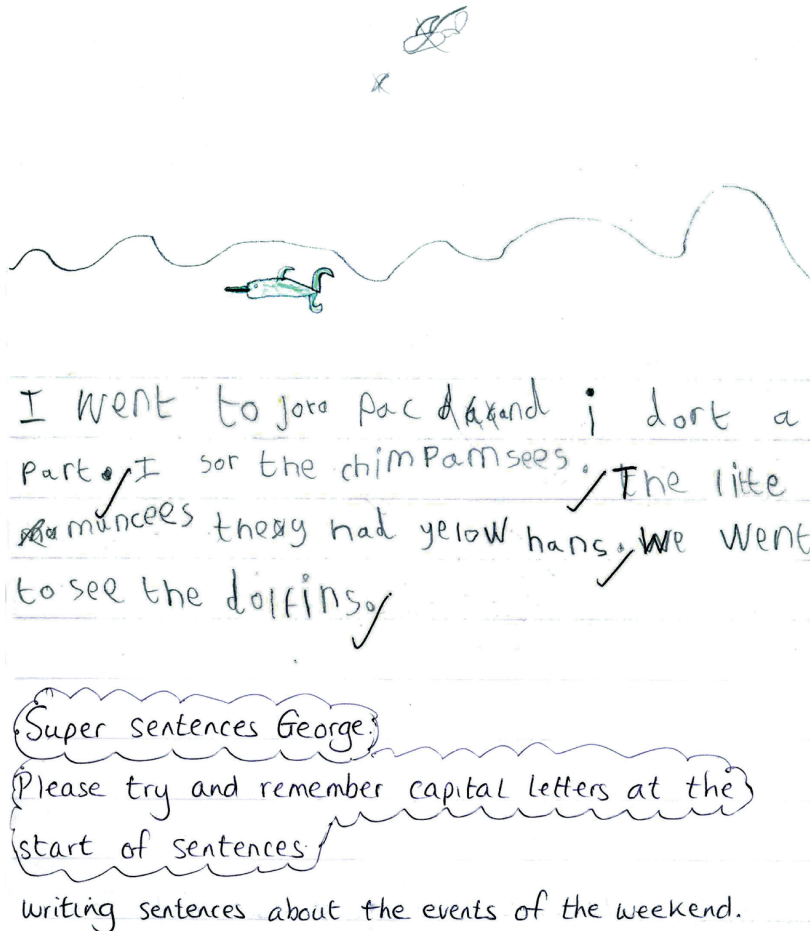 I went to joro pac and i dort a
part. I sor the chimpamsees. The litte
muncees they had yelow hans. We went
to see the dolfins.
Super sentences George.
Please try and remember capital letters at the
start of sentences.
writing sentences about the events of the weekend.